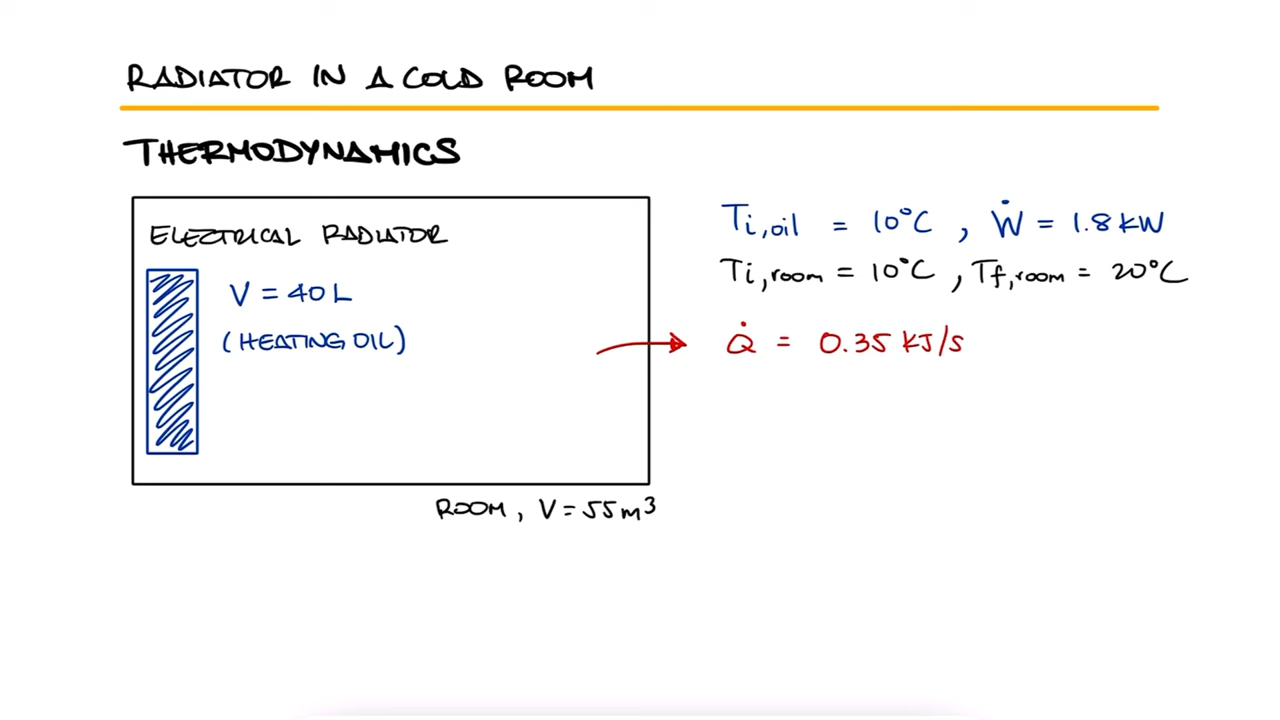 RADIATOR IN A COLD ROOM
THERMODYNAMICS
ELECTRICAL RADIATOR
V = 40 L
(HEATING OIL)
ROOM, V = 55 m³
Ti,oil = 10°C , Ẇ = 1.8 KW
Ti,room = 10°C , Tf,room = 20°C
Q̇ = 0.35 KJ/s